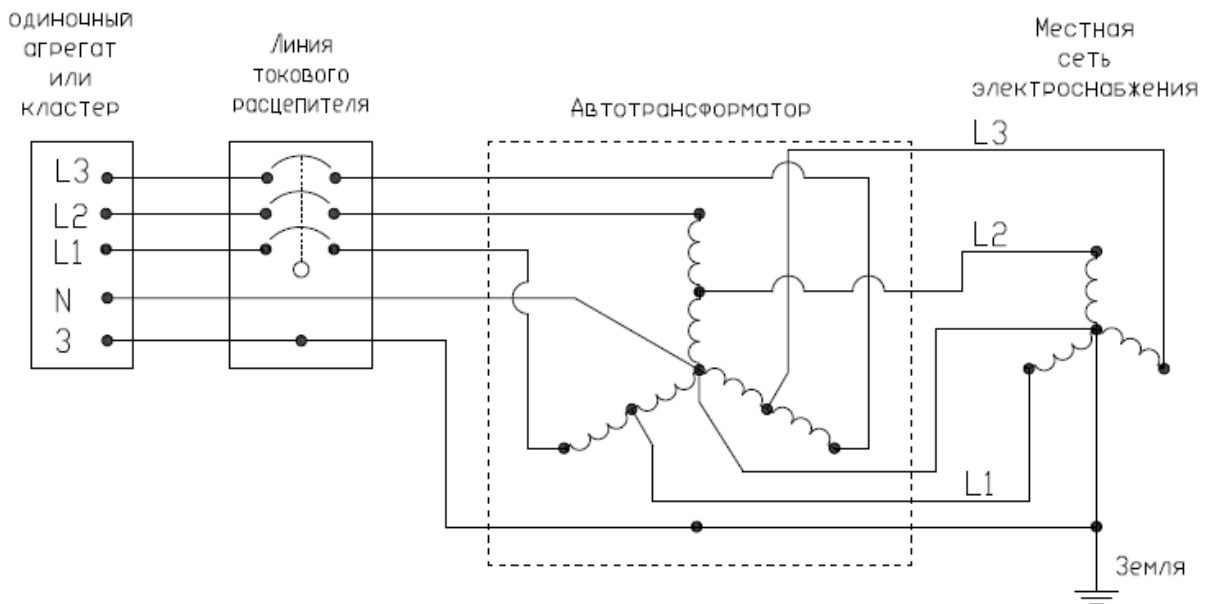 одиночный
агрегат
или
кластер
Линия
токового
расцепителя
Автотрансформатор
Местная
сеть
электроснабжения
L3
L2
L1
N
З
L3
L2
L1
Земля